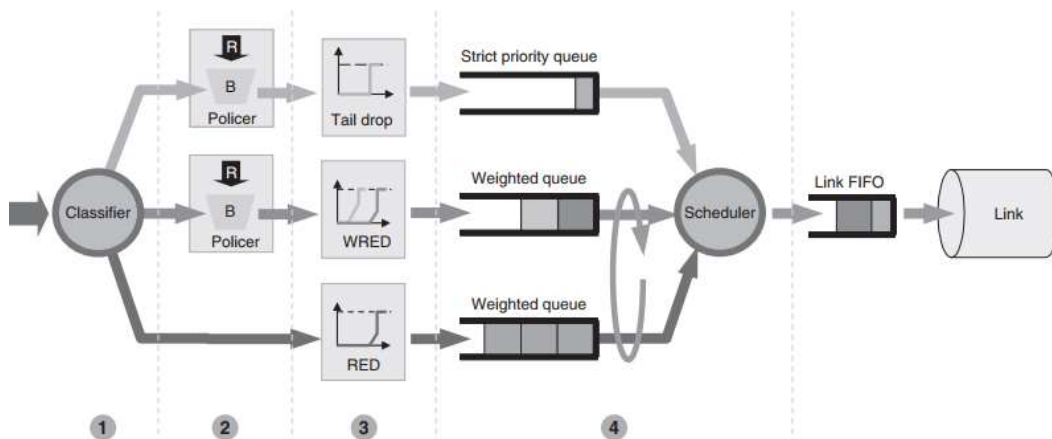 R
B
Policer
Tail drop
Strict priority queue
Classifier
R
B
Policer
WRED
Weighted queue
Scheduler
Link FIFO
Link
RED
Weighted queue
1
2
3
4